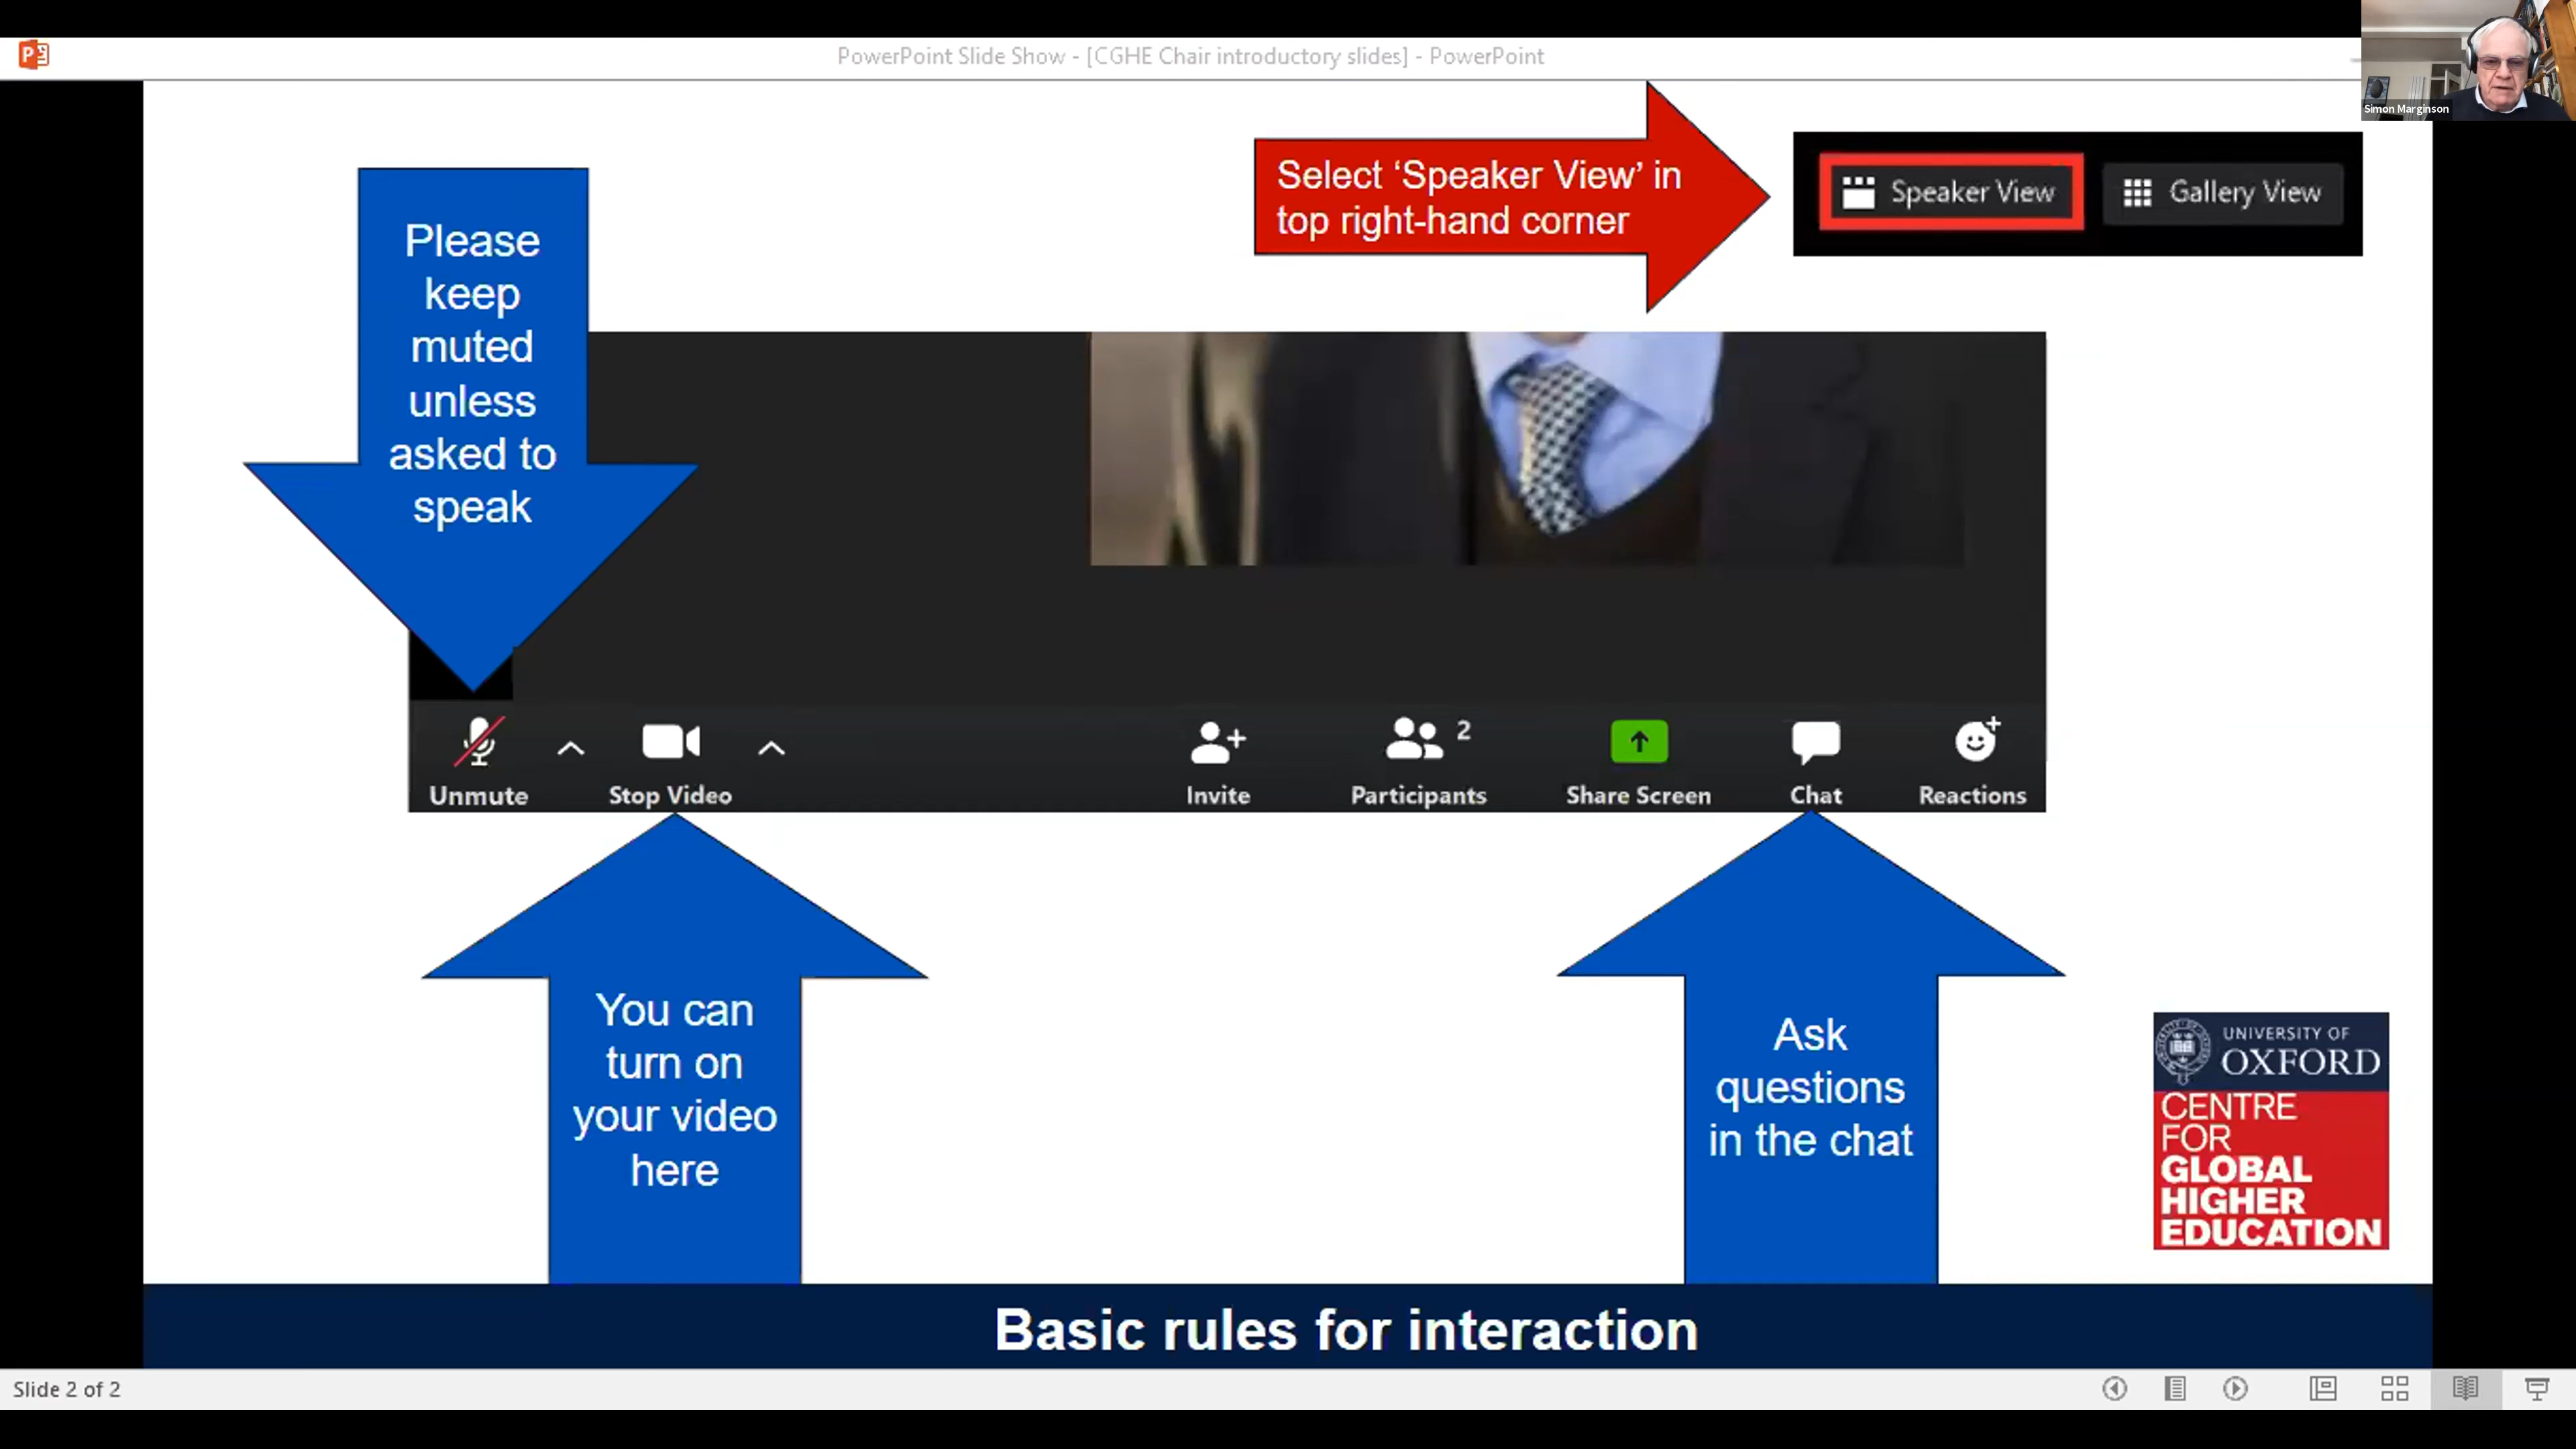 PowerPoint Slide Show - [CGHE Chair introductory slides] - PowerPoint
Simon Marginson
Select ‘Speaker View’ in
top right-hand corner
Speaker View
Gallery View
Please
keep
muted
unless
asked to
speak
2
Unmute
Stop Video
Invite
Participants
Share Screen
Chat
Reactions
You can
turn on
your video
here
Ask
questions
in the chat
UNIVERSITY OF
OXFORD
CENTRE
FOR
GLOBAL
HIGHER
EDUCATION
Basic rules for interaction
Slide 2 of 2